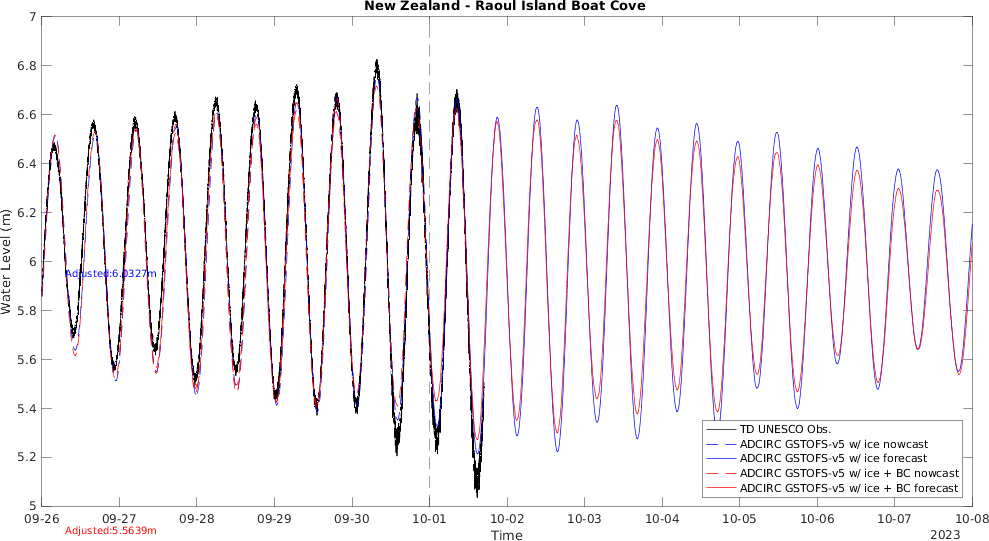 New Zealand - Raoul Island Boat Cove
Water Level (m)
7
6.8
6.6
6.4
6.2
6
5.8
5.6
5.4
5.2
5
Adjusted:6.0327m
Adjusted:5.5639m
TD UNESCO Obs.
ADCIRC GSTOFS-v5 w/ ice nowcast
ADCIRC GSTOFS-v5 w/ ice forecast
ADCIRC GSTOFS-v5 w/ ice + BC nowcast
ADCIRC GSTOFS-v5 w/ ice + BC forecast
09-26 09-27 09-28 09-29 09-30 10-01 10-02 10-03 10-04 10-05 10-06 10-07 10-08
Time
2023